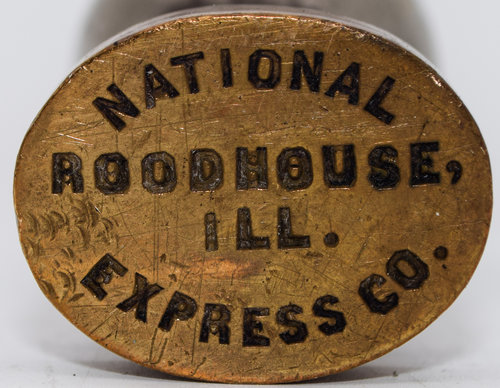 NATIONAL
ROODHOUSE,
ILL.
EXPRESS CO.